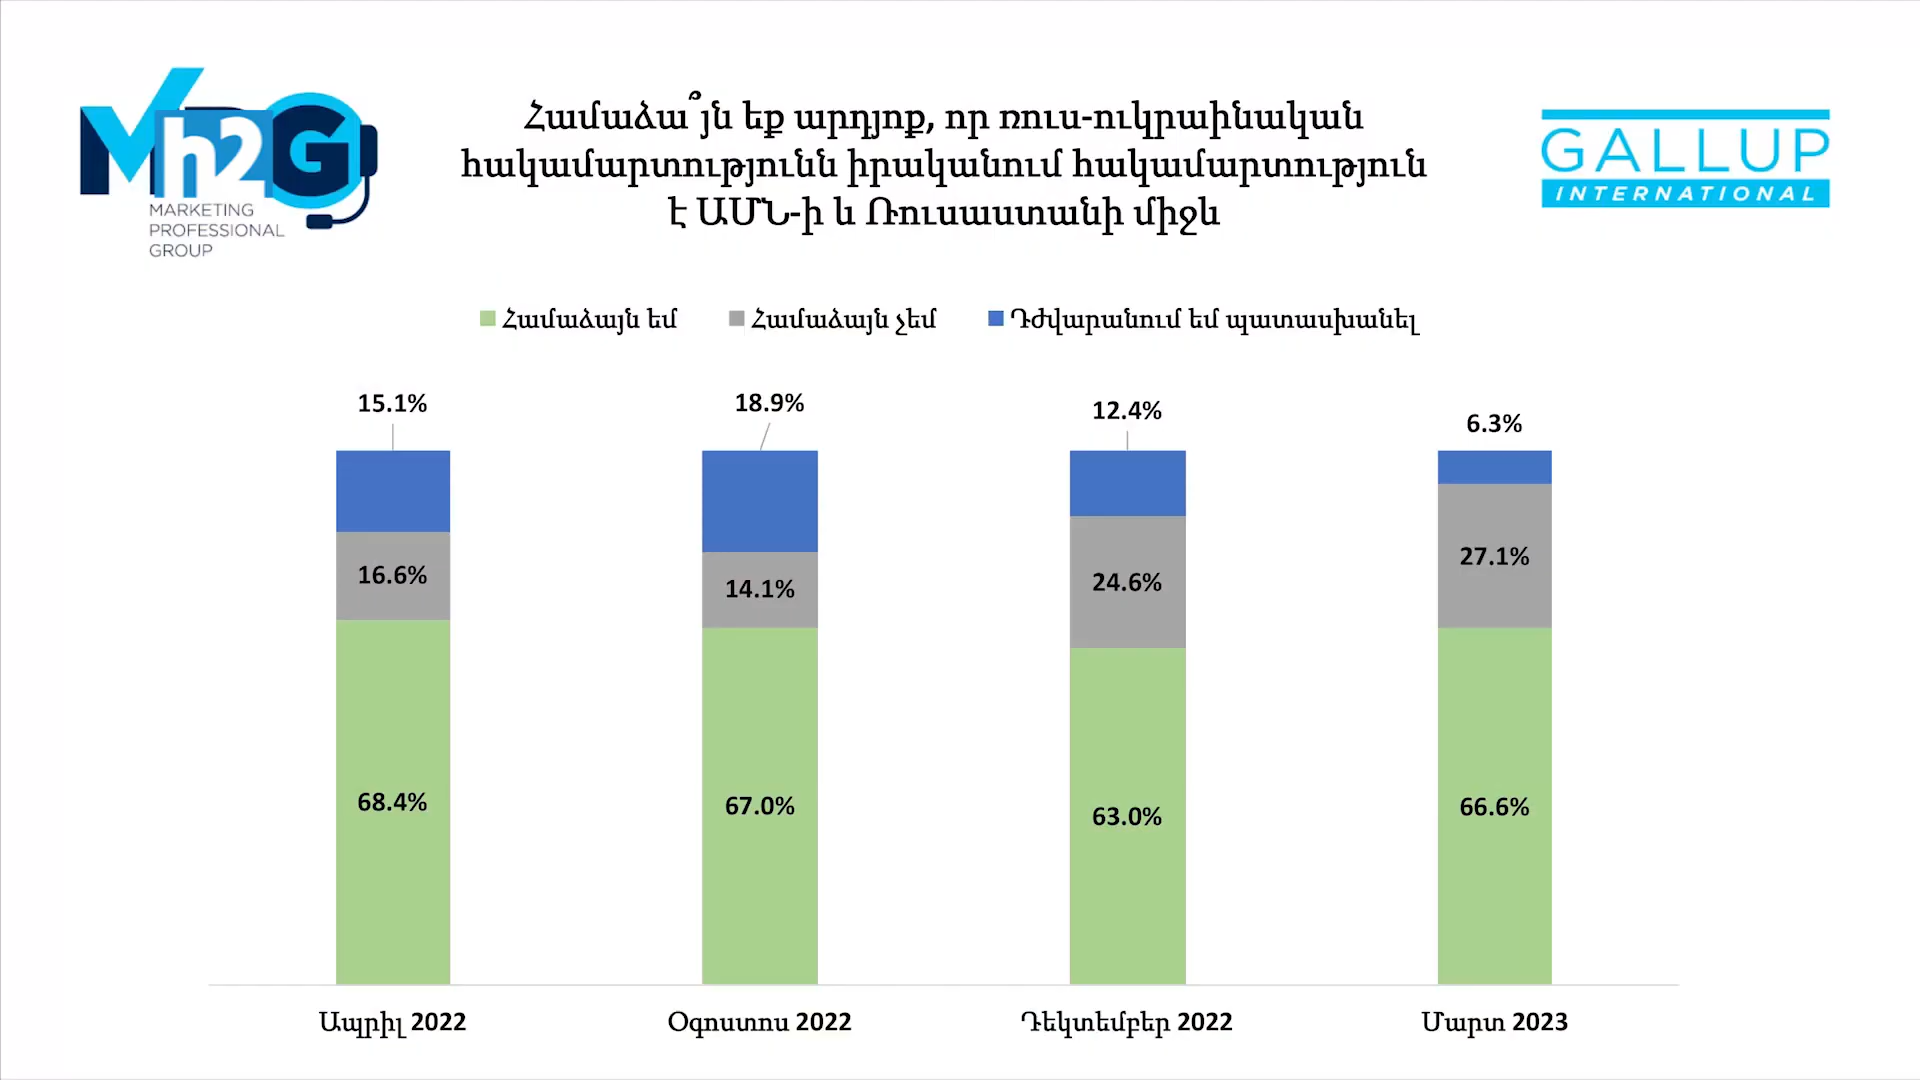 Mh2G
MARKETING
PROFESSIONAL
GROUP
Համաձա՞յն եք արդյոք, որ ռուս-ուկրաինական
հակամարտությունն իրականում հակամարտություն
է ԱՄՆ-ի և Ռուսաստանի միջև
GALLUP
INTERNATIONAL
Համաձայն եմ Համաձայն չեմ Դժվարանում եմ պատասխանել
15.1% 18.9% 12.4% 6.3%
16.6% 14.1% 24.6% 27.1%
68.4% 67.0% 63.0% 66.6%
Ապրիլ 2022 Օգոստոս 2022 Դեկտեմբեր 2022 Մարտ 2023